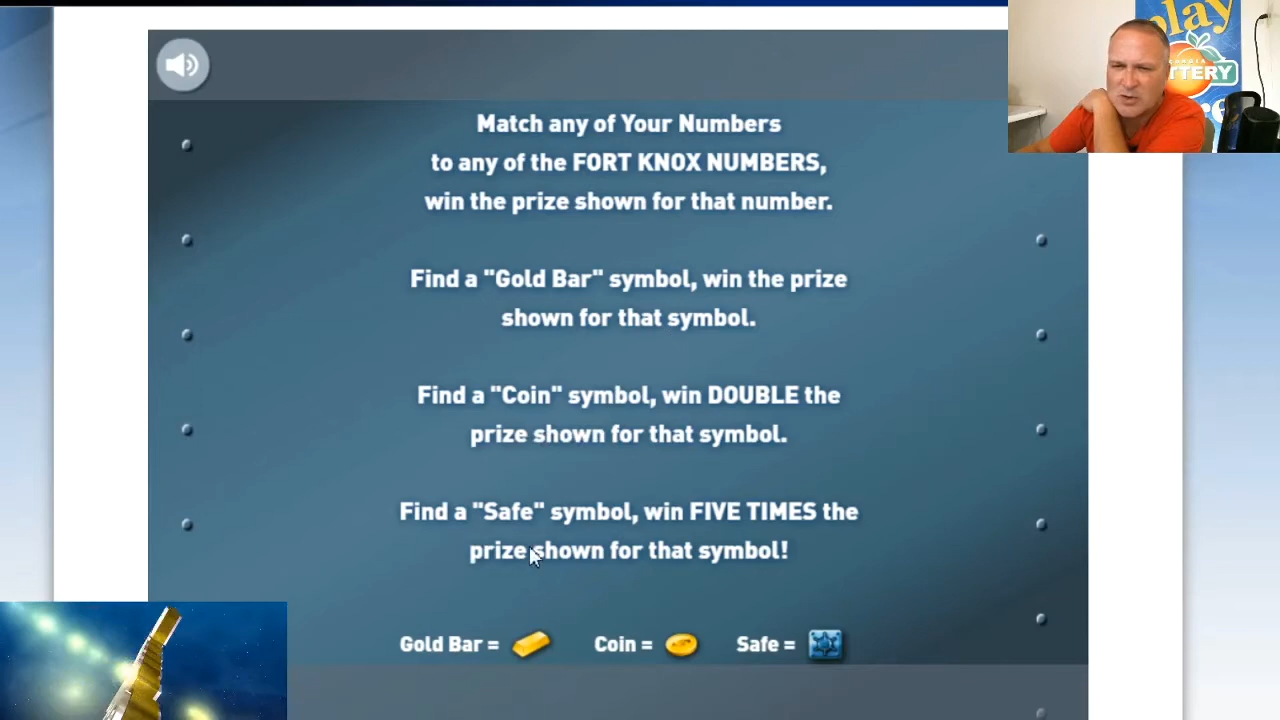 Match any of Your Numbers
to any of the FORT KNOX NUMBERS,
win the prize shown for that number.
Find a "Gold Bar" symbol, win the prize
shown for that symbol.
Find a "Coin" symbol, win DOUBLE the
prize shown for that symbol.
Find a "Safe" symbol, win FIVE TIMES the
prize shown for that symbol!
Gold Bar = Coin = Safe =
play